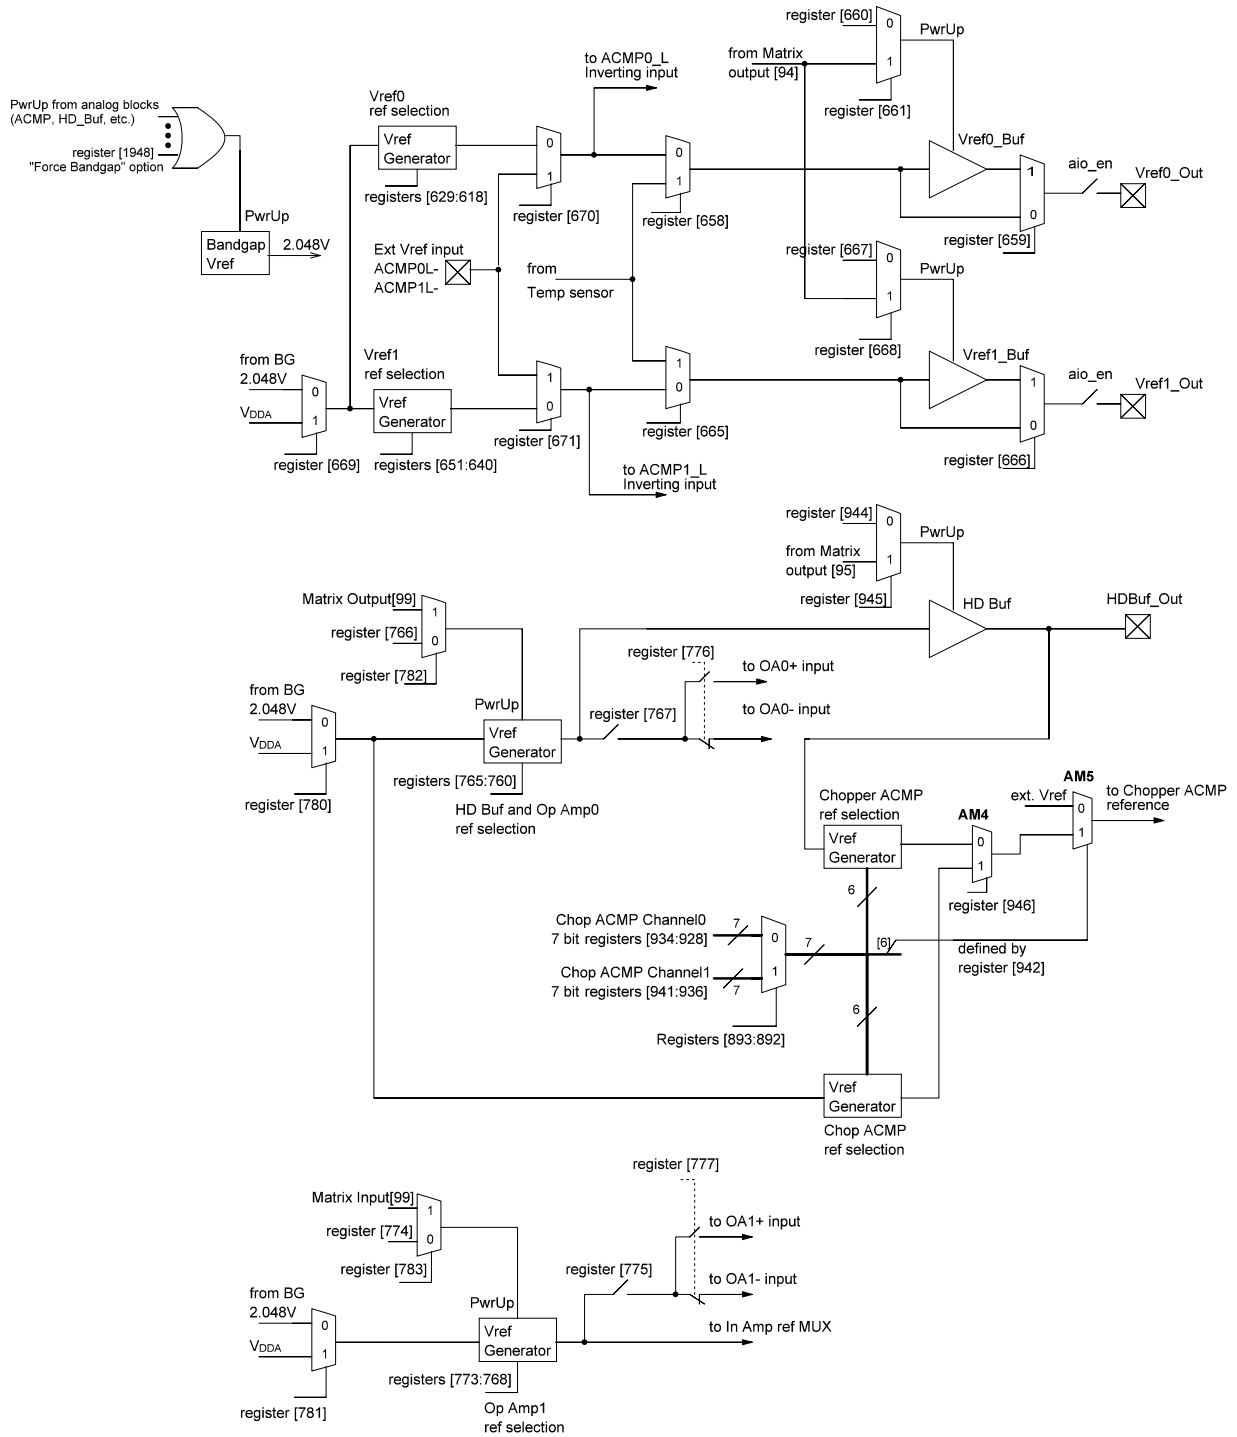 register [660]
0
PwrUp
from Matrix
output [94]
1
register [661]
to ACMP0_L
Inverting input
PwrUp from analog blocks
(ACMP, HD_Buf, etc.)
register [1948]
"Force Bandgap" option
PwrUp
Bandgap
Vref
2.048V
Vref0
ref selection
Vref
Generator
registers [629:618]
0
1
register [670]
0
1
register [658]
Vref0_Buf
1
0
register [659]
aio_en
Vref0_Out
Ext Vref input
ACMP0L-
ACMP1L-
from
Temp sensor
register [667]
0
PwrUp
1
register [668]
from BG
2.048V
VDDA
0
1
register [669]
Vref1
ref selection
Vref
Generator
registers [651:640]
1
0
register [671]
1
0
register [665]
Vref1_Buf
1
0
register [666]
aio_en
Vref1_Out
to ACMP1_L
Inverting input
register [944]
0
PwrUp
from Matrix
output [95]
1
register [945]
HD Buf
HDBuf_Out
Matrix Output[99]
1
register [766]
0
register [782]
PwrUp
from BG
2.048V
VDDA
0
1
register [780]
Vref
Generator
registers [765:760]
HD Buf and Op Amp0
ref selection
register [767]
register [776]
to OA0+ input
to OA0- input
Chopper ACMP
ref selection
Vref
Generator
AM4
0
1
register [946]
AM5
ext. Vref
0
1
to Chopper ACMP
reference
6
Chop ACMP Channel0
7 bit registers [934:928]
7
0
7
[6]
defined by
register [942]
Chop ACMP Channel1
7 bit registers [941:936]
7
1
6
Registers [893:892]
Vref
Generator
Chop ACMP
ref selection
register [777]
Matrix Input[99]
1
register [774]
0
register [783]
PwrUp
from BG
2.048V
VDDA
0
1
register [781]
Vref
Generator
registers [773:768]
Op Amp1
ref selection
register [775]
to OA1+ input
to OA1- input
to In Amp ref MUX